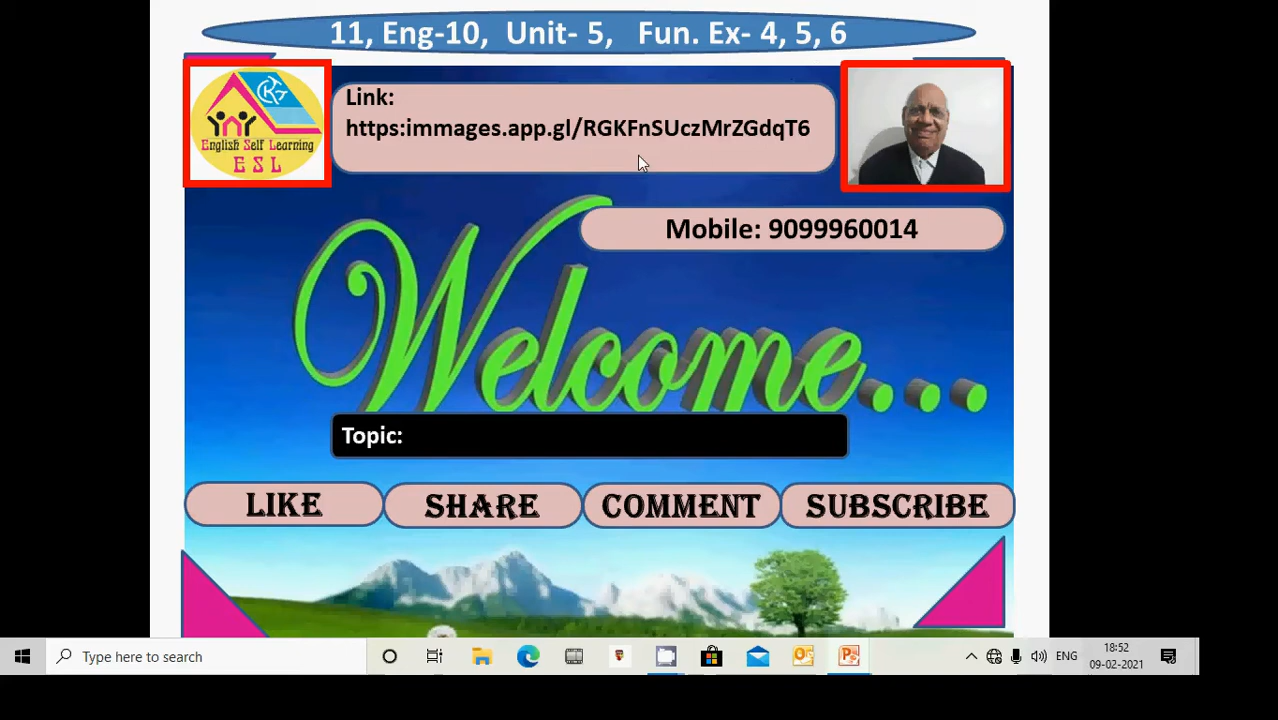 11, Eng-10, Unit- 5, Fun. Ex- 4, 5, 6
English Self Learning
E S L
Link:
https:immages.app.gl/RGKFnSUczMrZGdqT6
Mobile: 9099960014
Welcome...
Topic:
LIKE
SHARE
COMMENT
SUBSCRIBE
Type here to search
ENG
18:52
09-02-2021